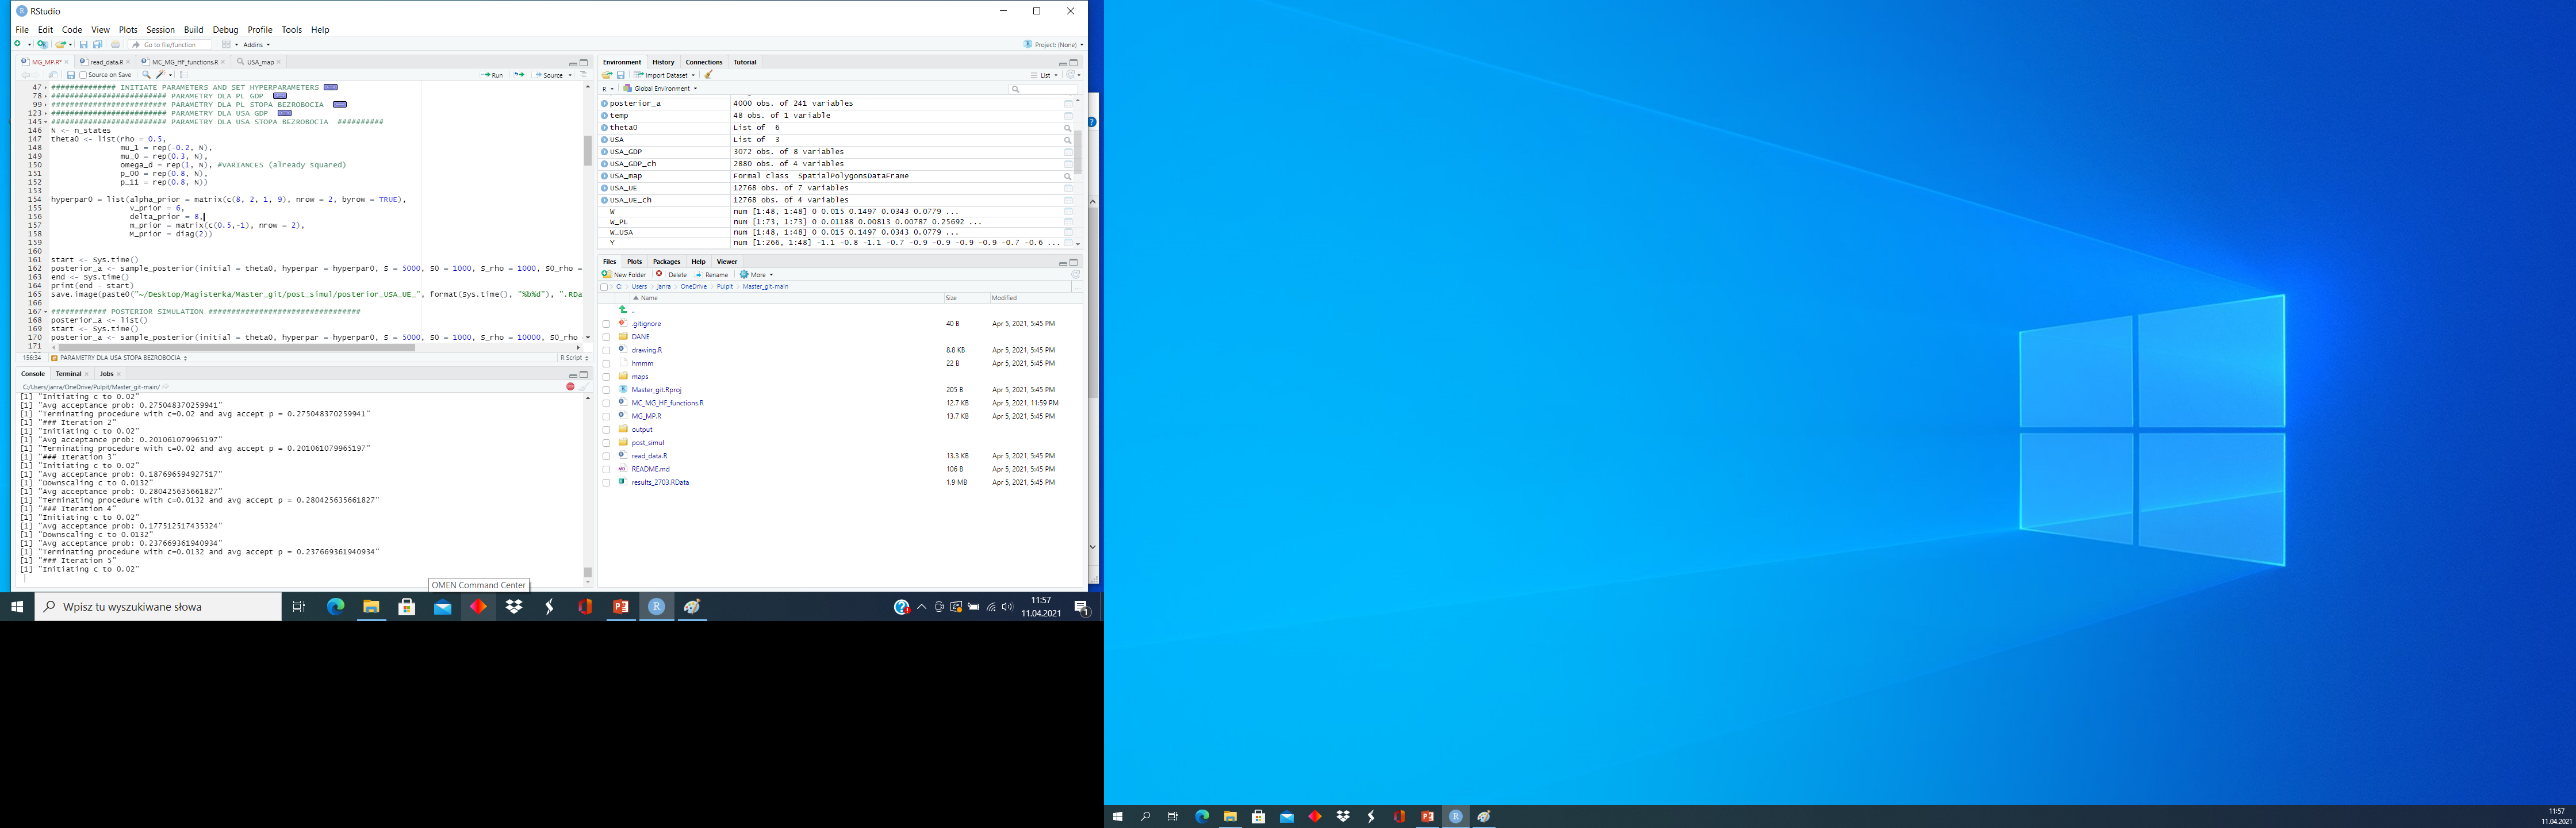 RStudio
File Edit Code View Plots Session Build Debug Profile Tools Help
Go to file/function Addins Project: (None)
MG_MP.R* read_data.R MC_MG_HF_functions.R USA_map
Source on Save Run Source
47 ############## INITIATE PARAMETERS AND SET HYPERPARAMETERS
78 ######################### PARAMETRY DLA PL GDP
99 ######################### PARAMETRY DLA PL STOPA BEZROBOCIA
123 ######################### PARAMETRY DLA USA GDP
145 ######################### PARAMETRY DLA USA STOPA BEZROBOCIA ##########
146 N <- n_states
147 theta0 <- list(rho = 0.5,
148 mu_1 = rep(-0.2, N),
149 mu_0 = rep(0.3, N),
150 omega_d = rep(1, N), #VARIANCES (already squared)
151 p_00 = rep(0.8, N),
152 p_11 = rep(0.8, N))
153
154 hyperpar0 = list(alpha_prior = matrix(c(8, 2, 1, 9), nrow = 2, byrow = TRUE),
155 v_prior = 6,
156 delta_prior = 8,
157 m_prior = matrix(c(0.5,-1), nrow = 2),
158 M_prior = diag(2))
159
160
161 start <- Sys.time()
162 posterior_a <- sample_posterior(initial = theta0, hyperpar = hyperpar0, S = 5000, S0 = 1000, S_rho = 1000, S0_rho =
163 end <- Sys.time()
164 print(end - start)
165 save.image(paste0("~/Desktop/Magisterka/Master_git/post_simul/posterior_USA_UE_", format(Sys.time(), "%b%d"), ".RDa
166
167 ############ POSTERIOR SIMULATION #################################
168 posterior_a <- list()
169 start <- Sys.time()
170 posterior_a <- sample_posterior(initial = theta0, hyperpar = hyperpar0, S = 5000, S0 = 1000, S_rho = 10000, S0_rho
171
156:34 PARAMETRY DLA USA STOPA BEZROBOCIA R Script
Console Terminal Jobs
C:/Users/janra/OneDrive/Pulpit/Master_git-main/
[1] "Initiating c to 0.02"
[1] "Avg acceptance prob: 0.275048370259941"
[1] "Terminating procedure with c=0.02 and avg accept p = 0.275048370259941"
[1] "### Iteration 2"
[1] "Initiating c to 0.02"
[1] "Avg acceptance prob: 0.201061079965197"
[1] "Terminating procedure with c=0.02 and avg accept p = 0.201061079965197"
[1] "### Iteration 3"
[1] "Initiating c to 0.02"
[1] "Avg acceptance prob: 0.187696594927517"
[1] "Downscaling c to 0.0132"
[1] "Avg acceptance prob: 0.280425635661827"
[1] "Terminating procedure with c=0.0132 and avg accept p = 0.280425635661827"
[1] "### Iteration 4"
[1] "Initiating c to 0.02"
[1] "Avg acceptance prob: 0.177512517435324"
[1] "Downscaling c to 0.0132"
[1] "Avg acceptance prob: 0.237669361940934"
[1] "Terminating procedure with c=0.0132 and avg accept p = 0.237669361940934"
[1] "### Iteration 5"
[1] "Initiating c to 0.02"
Environment History Connections Tutorial
Import Dataset List
R Global Environment
posterior_a 4000 obs. of 241 variables
temp 48 obs. of 1 variable
theta0 List of 6
USA List of 3
USA_GDP 3072 obs. of 8 variables
USA_GDP_ch 2880 obs. of 4 variables
USA_map Formal class SpatialPolygonsDataFrame
USA_UE 12768 obs. of 7 variables
USA_UE_ch 12768 obs. of 4 variables
W num [1:48, 1:48] 0 0.015 0.1497 0.0343 0.0779 ...
W_PL num [1:73, 1:73] 0 0.01188 0.00813 0.00787 0.25692 ...
W_USA num [1:48, 1:48] 0 0.015 0.1497 0.0343 0.0779 ...
Y num [1:266, 1:48] -1.1 -0.8 -1.1 -0.7 -0.9 -0.9 -0.9 -0.9 -0.7 -0.6 ...
Files Plots Packages Help Viewer
New Folder Delete Rename More
C: Users Janra OneDrive Pulpit Master_git-main
Name Size Modified
..
.gitignore 40 B Apr 5, 2021, 5:45 PM
DANE
drawing.R 8.8 KB Apr 5, 2021, 5:45 PM
hmmm 22 B Apr 5, 2021, 5:45 PM
maps
Master_git.Rproj 205 B Apr 5, 2021, 5:45 PM
MC_MG_HF_functions.R 12.7 KB Apr 5, 2021, 11:59 PM
MG_MP.R 13.7 KB Apr 5, 2021, 5:45 PM
output
post_simul
read_data.R 13.3 KB Apr 5, 2021, 5:45 PM
README.md 106 B Apr 5, 2021, 5:45 PM
results_2703.RData 1.9 MB Apr 5, 2021, 5:45 PM
OMEN Command Center
Wpisz tu wyszukiwane słowa
11:57
11.04.2021
1
11:57
11.04.2021